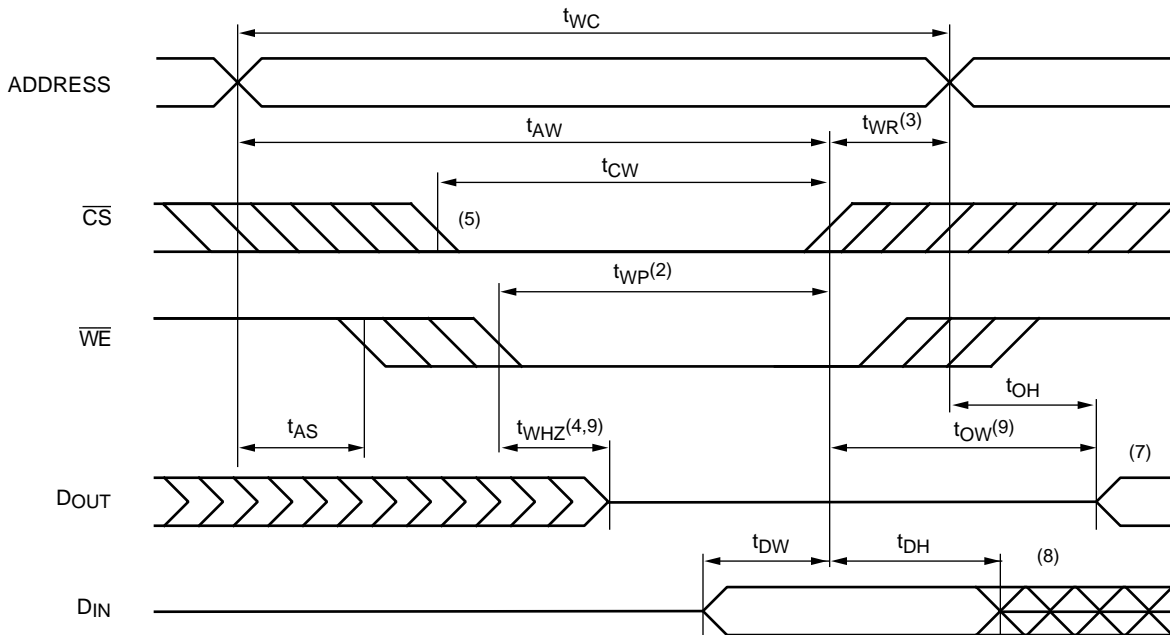 tWC
ADDRESS
tAW
tWR(3)
tCW
CS
(5)
tWP(2)
WE
tOH
tAS
tWHZ(4,9)
tOW(9)
(7)
DOUT
tDW
tDH
(8)
DIN